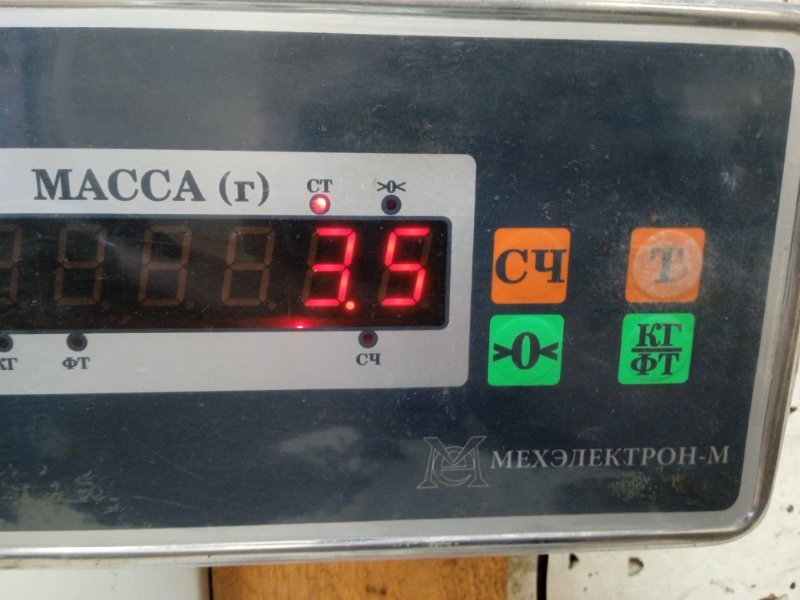 МАССА (г) СТ >0<
3.5
КГ ФТ СЧ
СЧ Т
>0< КГ
ФТ
МЕХЭЛЕКТРОН-М